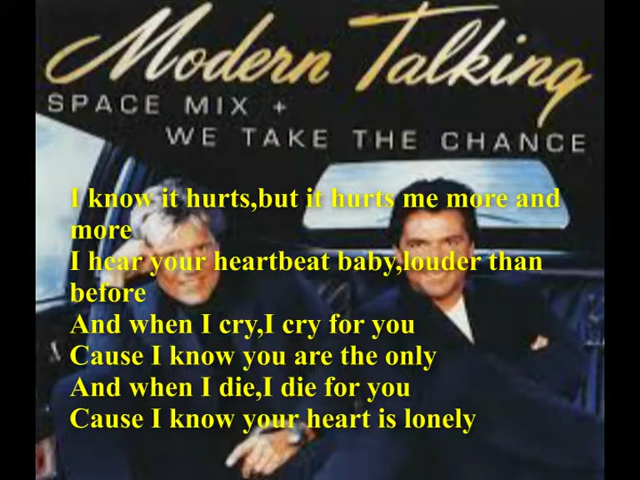 Modern Talking
SPACE MIX +
WE TAKE THE CHANCE
I know it hurts,but it hurts me more and
more
I hear your heartbeat baby,louder than
before
And when I cry,I cry for you
Cause I know you are the only
And when I die,I die for you
Cause I know your heart is lonely